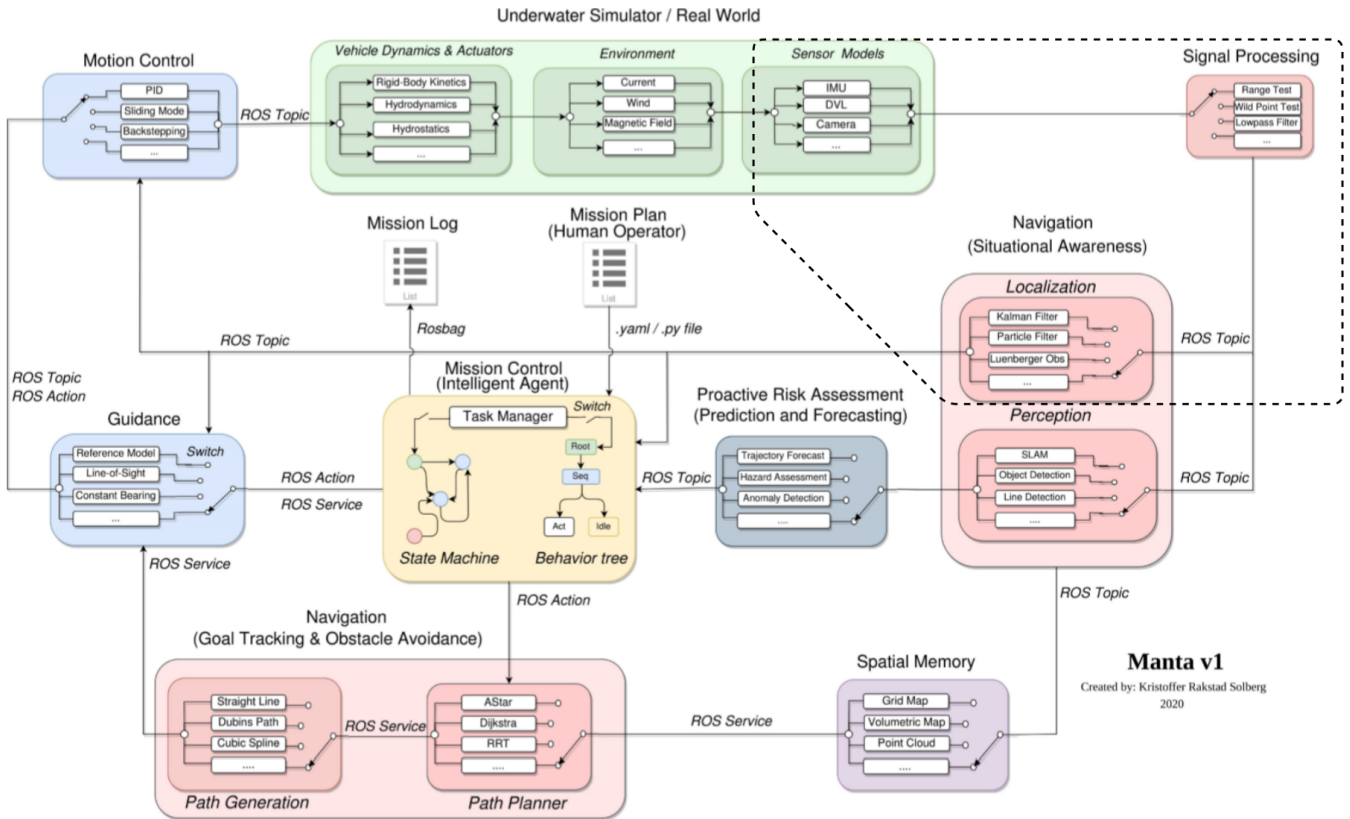 Underwater Simulator / Real World
Motion Control
PID
Sliding Mode
Backstepping
...
ROS Topic
Vehicle Dynamics & Actuators
Rigid-Body Kinetics
Hydrodynamics
Hydrostatics
...
Environment
Current
Wind
Magnetic Field
...
Sensor Models
IMU
DVL
Camera
...
Signal Processing
Range Test
Wild Point Test
Lowpass Filter
...
Mission Log
List
Rosbag
Mission Plan
(Human Operator)
List
.yaml / .py file
Navigation
(Situational Awareness)
Localization
Kalman Filter
Particle Filter
Luenberger Obs
...
ROS Topic
ROS Topic
ROS Topic
ROS Action
Guidance
Reference Model
Line-of-Sight
Constant Bearing
...
Switch
ROS Action
ROS Service
Mission Control
(Intelligent Agent)
Task Manager
Switch
Root
Seq
Act
Idle
State Machine
Behavior tree
Proactive Risk Assessment
(Prediction and Forecasting)
Trajectory Forecast
Hazard Assessment
Anomaly Detection
....
ROS Topic
Perception
SLAM
Object Detection
Line Detection
....
ROS Topic
ROS Service
ROS Action
ROS Topic
Navigation
(Goal Tracking & Obstacle Avoidance)
Straight Line
Dubins Path
Cubic Spline
....
Path Generation
ROS Service
AStar
Dijkstra
RRT
....
Path Planner
ROS Service
Spatial Memory
Grid Map
Volumetric Map
Point Cloud
....
Manta v1
Created by: Kristoffer Rakstad Solberg
2020